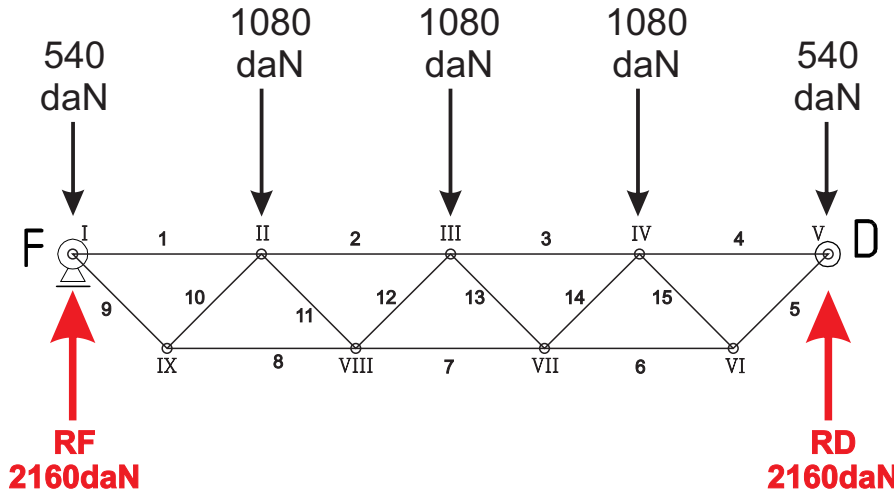 540
daN
1080
daN
1080
daN
1080
daN
540
daN
F
I
1
II
2
III
3
IV
4
V
D
9
10
11
12
13
14
15
5
IX
8
VIII
7
VII
6
VI
RF
2160daN
RD
2160daN